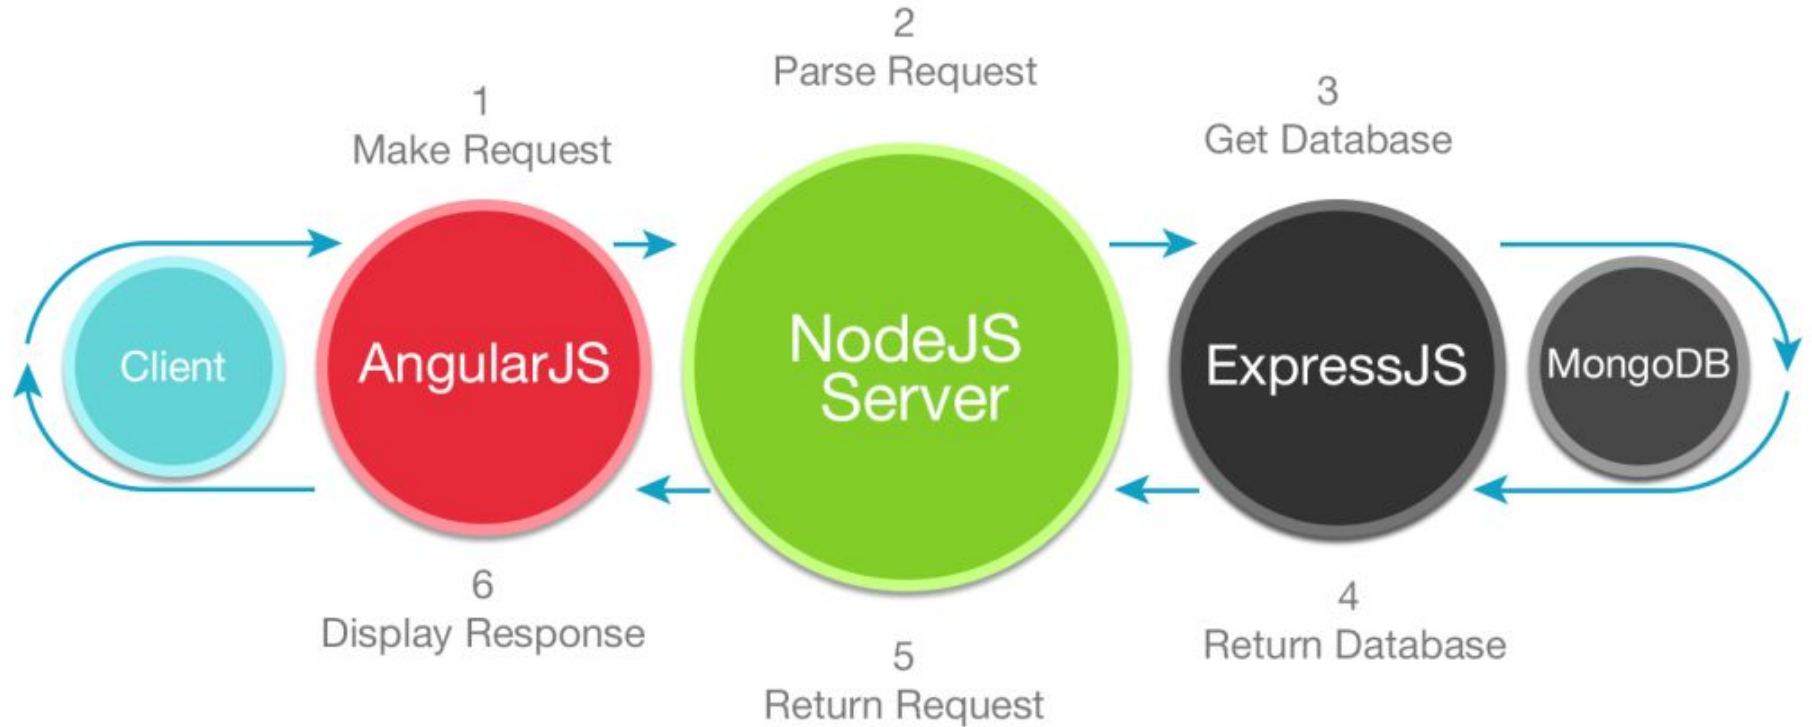 1
Make Request
2
Parse Request
3
Get Database
Client
AngularJS
NodeJS
Server
ExpressJS
MongoDB
6
Display Response
5
Return Request
4
Return Database